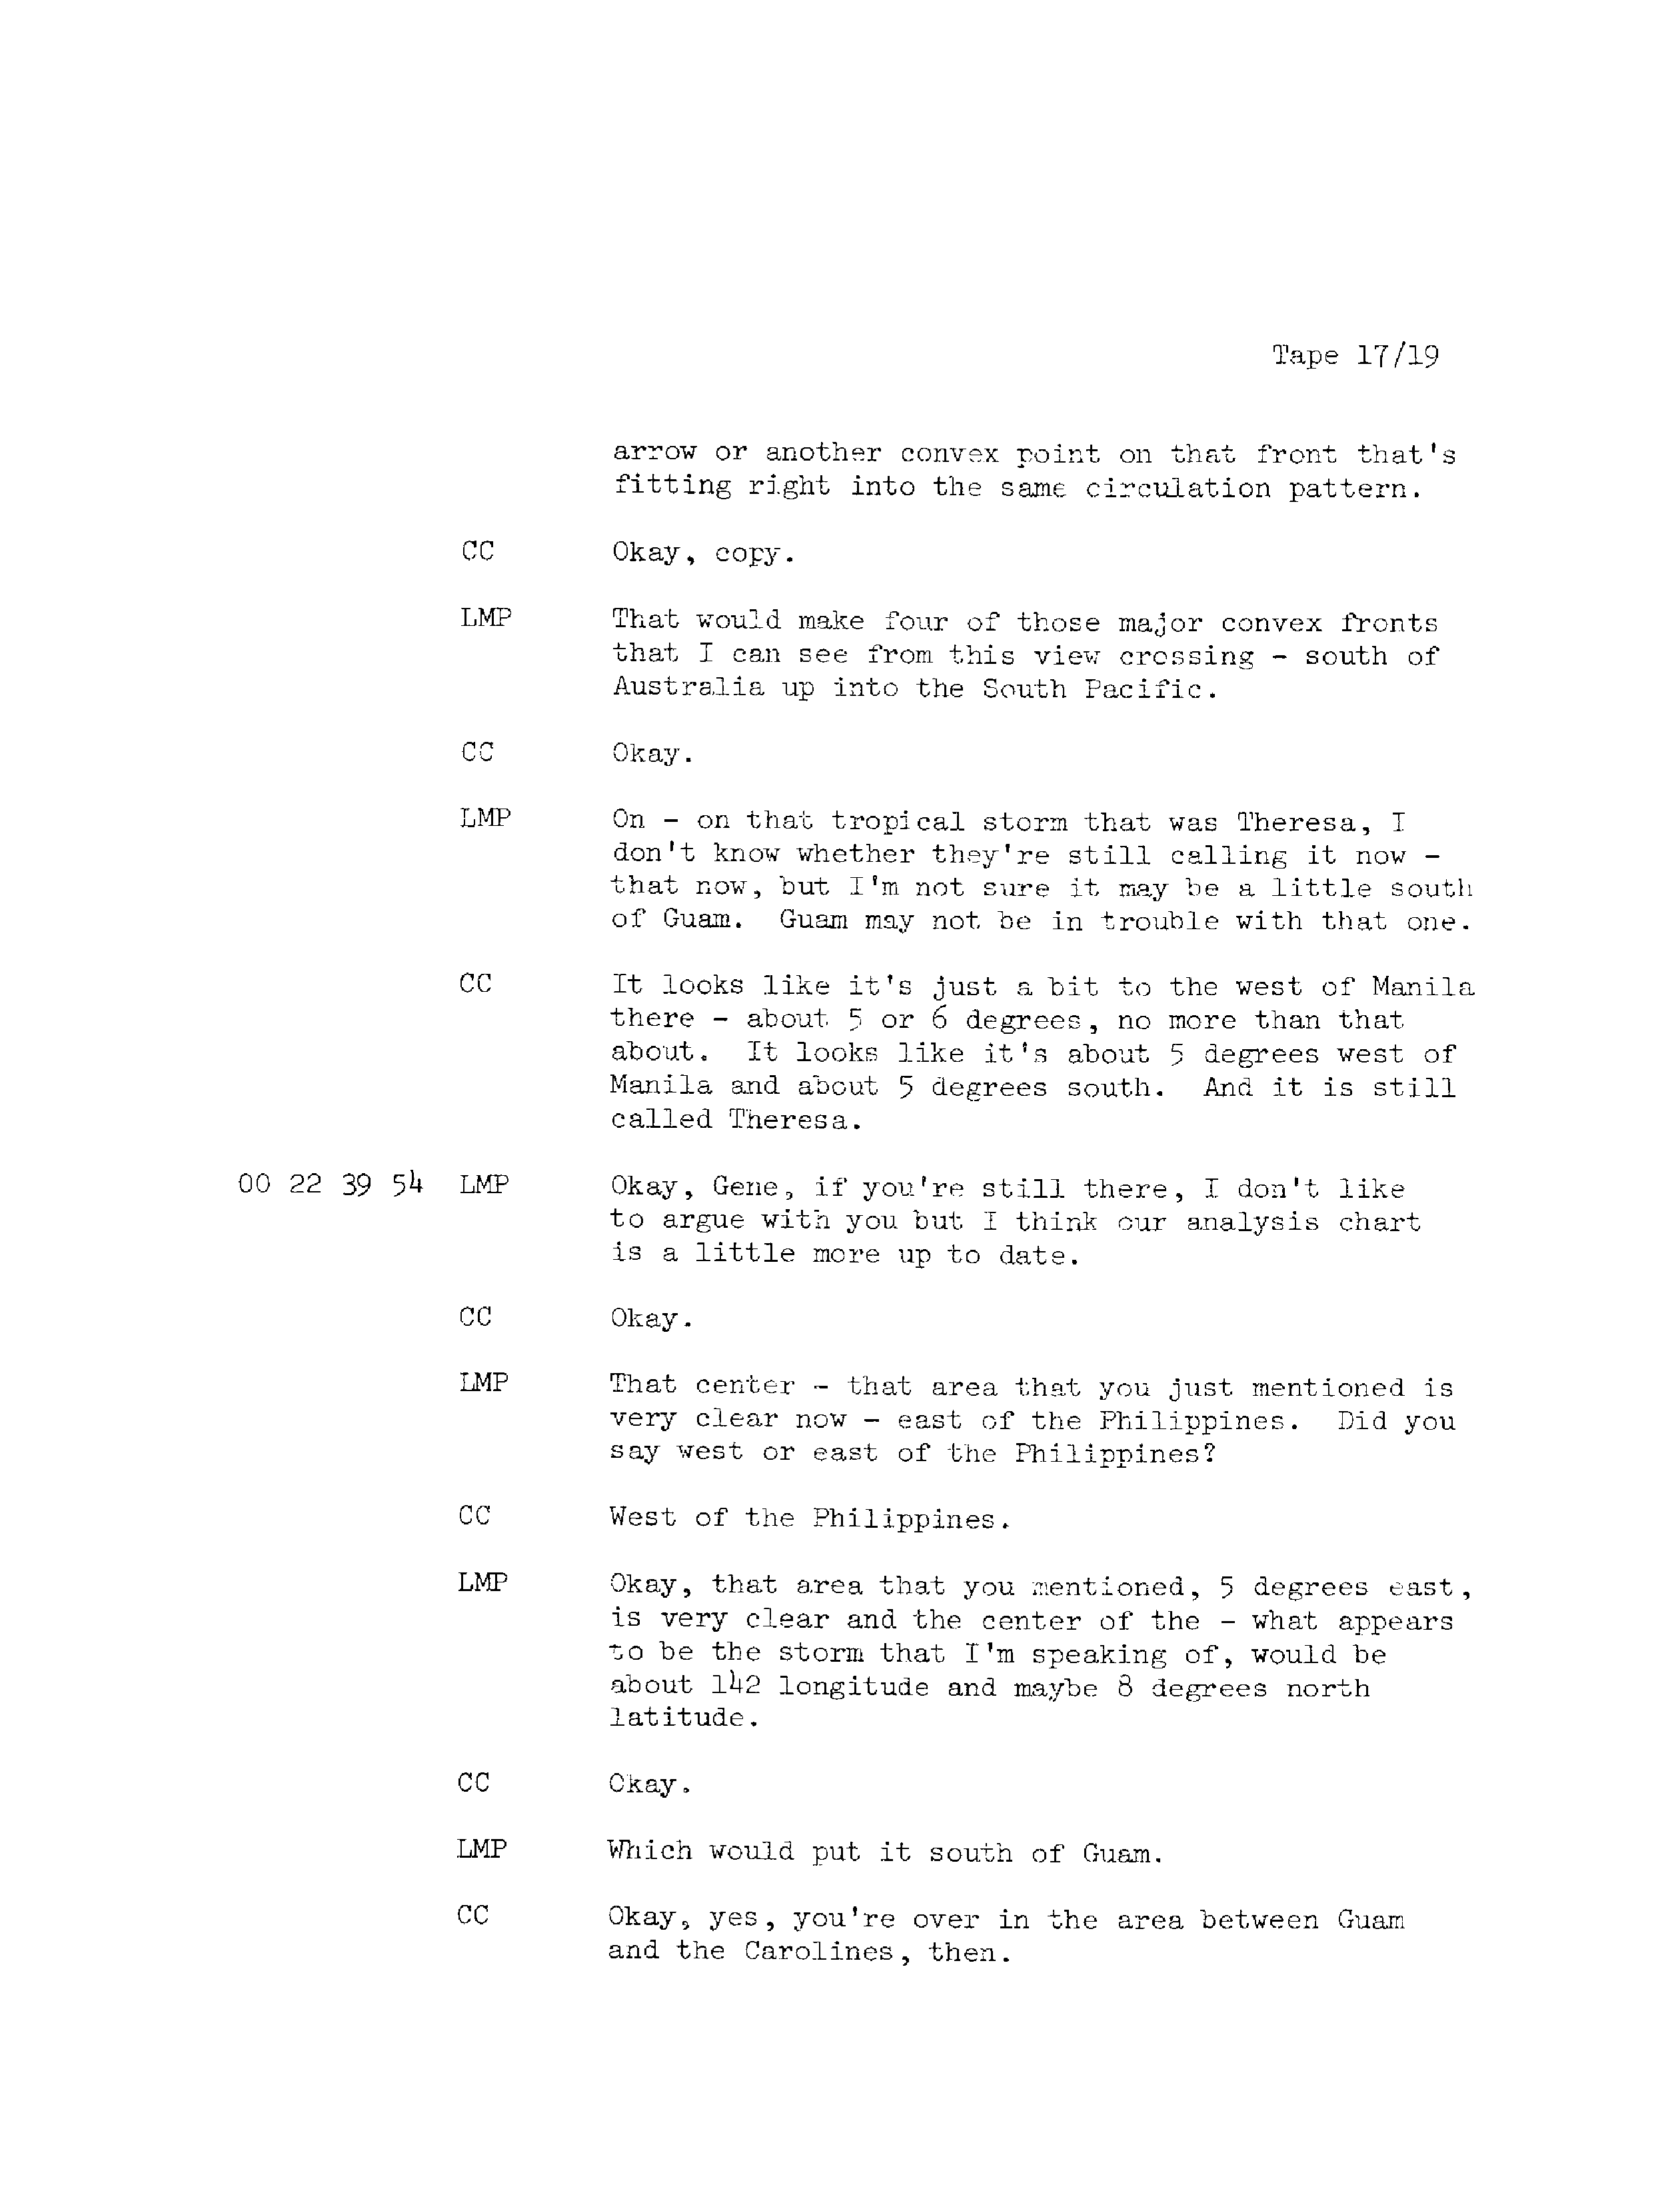 Tape 17/19
arrow or another convex point on that front that's
fitting right into the same circulation pattern.
CC Okay, copy.
LMP That would make four of those major convex fronts
that I can see from this view crossing - south of
Australia up into the South Pacific.
CC Okay.
LMP On - on that tropical storm that was Theresa, I
don't know whether they're still calling it now -
that now, but I'm not sure it may be a little south
of Guam. Guam may not be in trouble with that one.
CC It looks like it's just a bit to the west of Manila
there - about 5 or 6 degrees, no more than that
about. It looks like it's about 5 degrees west of
Manila and about 5 degrees south. And it is still
called Theresa.
00 22 39 54 LMP Okay, Gene, if you're still there, I don't like
to argue with you but I think our analysis chart
is a little more up to date.
CC Okay.
LMP That center - that area that you just mentioned is
very clear now - east of the Philippines. Did you
say west or east of the Philippines?
CC West of the Philippines.
LMP Okay, that area that you mentioned, 5 degrees east,
is very clear and the center of the - what appears
to be the storm that I'm speaking of, would be
about 142 longitude and maybe 8 degrees north
latitude.
CC Okay.
LMP Which would put it south of Guam.
CC Okay, yes, you're over in the area between Guam
and the Carolines, then.